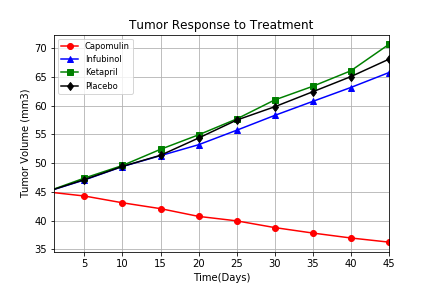 Tumor Response to Treatment
Capomulin
Infubinol
Ketapril
Placebo
Tumor Volume (mm3)
70
65
60
55
50
45
40
35
5 10 15 20 25 30 35 40 45
Time(Days)